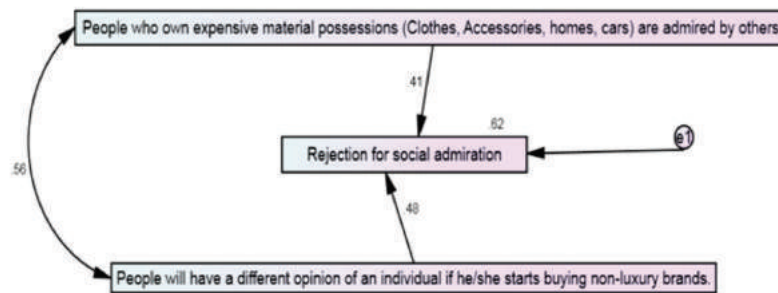 People who own expensive material possessions (Clothes, Accessories, homes, cars) are admired by others
.41
.62
e1
Rejection for social admiration
.56
.48
People will have a different opinion of an individual if he/she starts buying non-luxury brands.